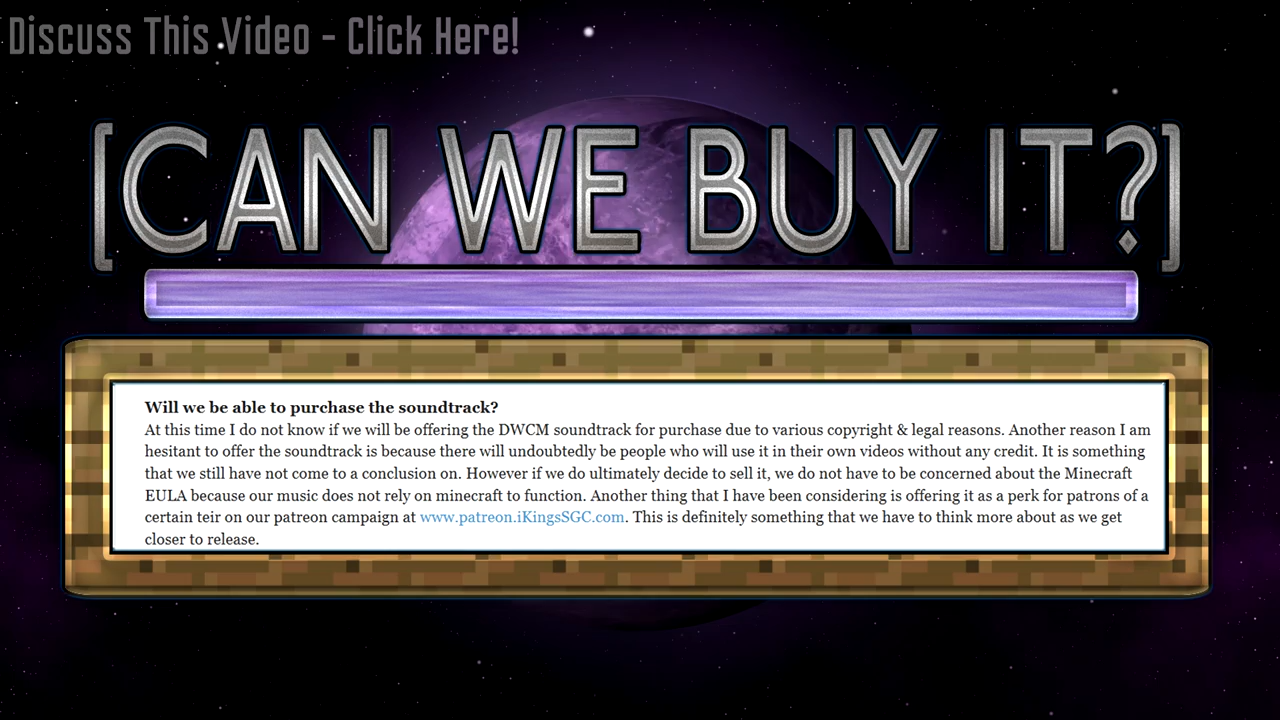 Discuss This Video - Click Here!
[CAN WE BUY IT?]
Will we be able to purchase the soundtrack?
At this time I do not know if we will be offering the DWCM soundtrack for purchase due to various copyright & legal reasons. Another reason I am
hesitant to offer the soundtrack is because there will undoubtedly be people who will use it in their own videos without any credit. It is something
that we still have not come to a conclusion on. However if we do ultimately decide to sell it, we do not have to be concerned about the Minecraft
EULA because our music does not rely on minecraft to function. Another thing that I have been considering is offering it as a perk for patrons of a
certain teir on our patreon campaign at www.patreon.iKingsSGC.com. This is definitely something that we have to think more about as we get
closer to release.